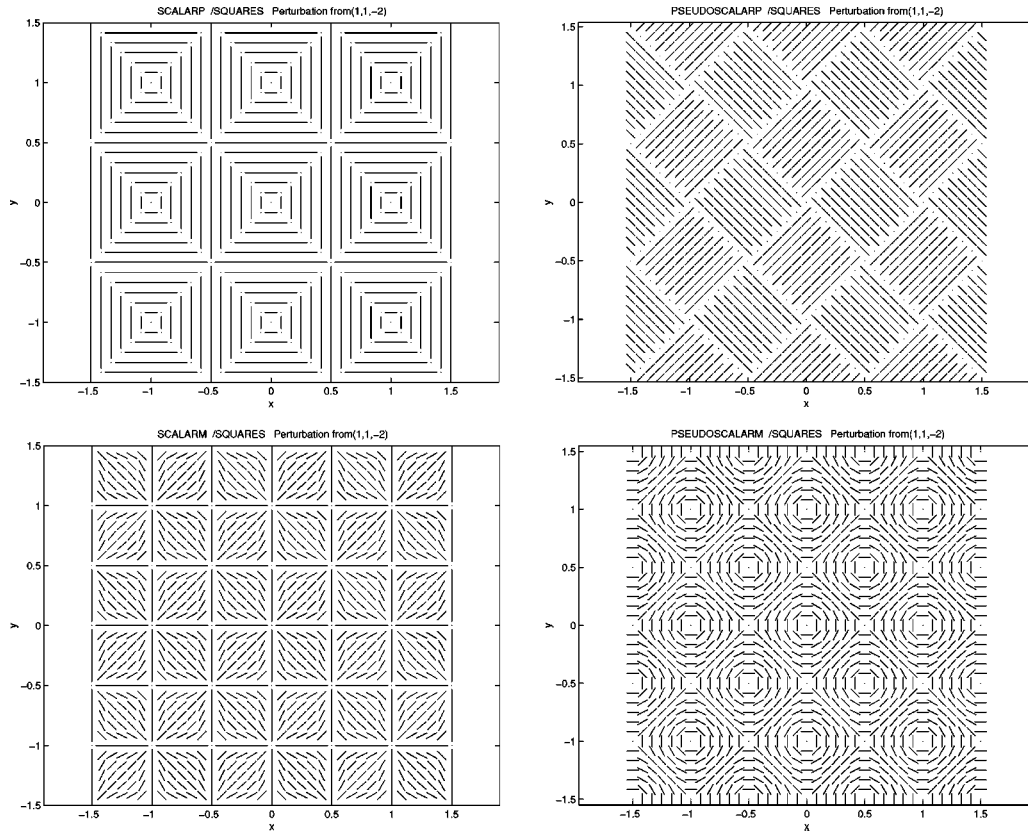 SCALARP /SQUARES Perturbation from(1,1,−2)
1.5
1
0.5
0
−0.5
−1
−1.5
y
−1.5 −1 −0.5 0 0.5 1 1.5
x
PSEUDOSCALARP /SQUARES Perturbation from(1,1,−2)
1.5
1
0.5
0
−0.5
−1
−1.5
y
−1.5 −1 −0.5 0 0.5 1 1.5
x
SCALARM /SQUARES Perturbation from(1,1,−2)
1.5
1
0.5
0
−0.5
−1
−1.5
y
−1.5 −1 −0.5 0 0.5 1 1.5
x
PSEUDOSCALARM /SQUARES Perturbation from(1,1,−2)
1.5
1
0.5
0
−0.5
−1
−1.5
y
−1.5 −1 −0.5 0 0.5 1 1.5
x